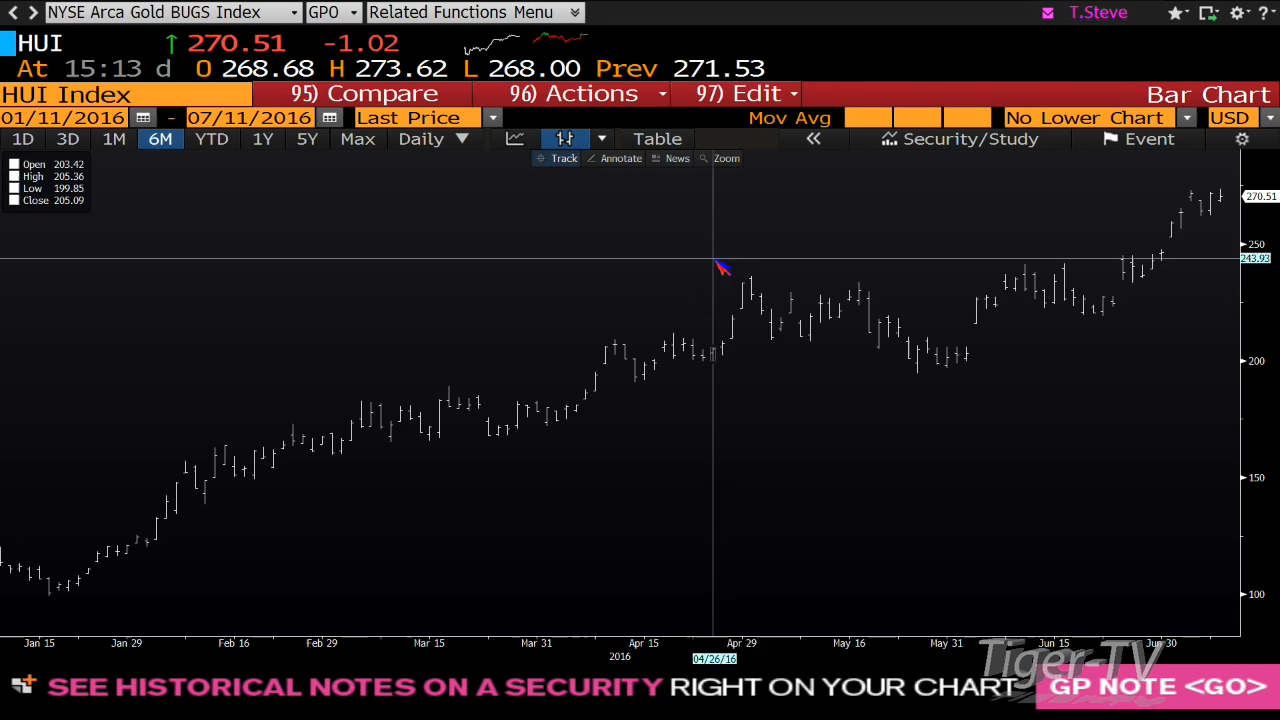 NYSE Arca Gold BUGS Index GPO Related Functions Menu T.Steve ?
HUI ↑ 270.51 -1.02
At 15:13 d O 268.68 H 273.62 L 268.00 Prev 271.53
HUI Index 95) Compare 96) Actions 97) Edit Bar Chart
01/11/2016 - 07/11/2016 Last Price Mov Avg No Lower Chart USD
1D 3D 1M 6M YTD 1Y 5Y Max Daily ▼ Table « Security/Study Event
Track Annotate News Zoom
Open 203.42
High 205.36
Low 199.85
Close 205.09
270.51
250
243.93
200
150
100
Jan 15 Jan 29 Feb 16 Feb 29 Mar 15 Mar 31 Apr 15 Apr 29 May 16 May 31 Jun 15 Jun 30
2016 04/26/16
Tiger-TV
SEE HISTORICAL NOTES ON A SECURITY RIGHT ON YOUR CHART GP NOTE <GO>